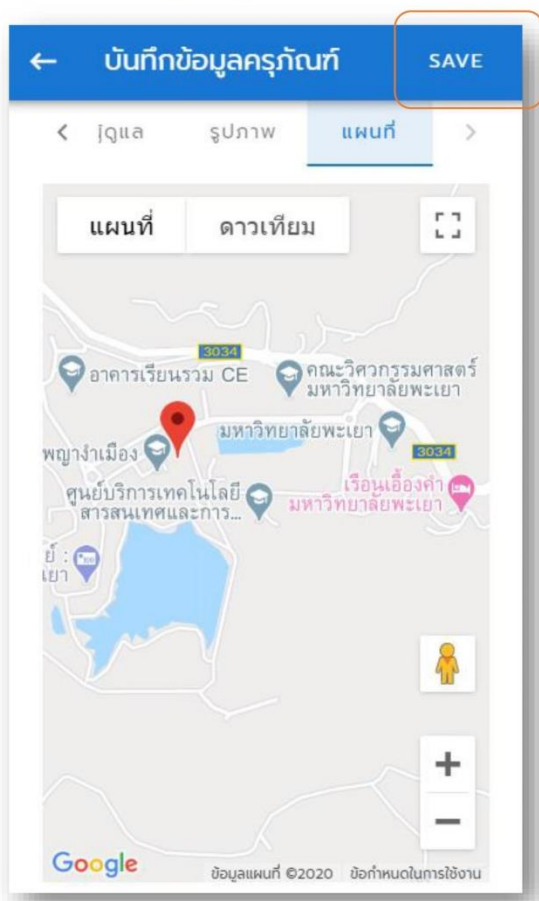 บันทึกข้อมูลครุภัณฑ์
SAVE
รูปภาพ
แผนที่
แผนที่
ดาวเทียม
3034
อาคารเรียนรวม CE
คณะวิศวกรรมศาสตร์
มหาวิทยาลัยพะเยา
มหาวิทยาลัยพะเยา
พญางำเมือง
3034
ศูนย์บริการเทคโนโลยี
สารสนเทศและการ...
เรือนเอื้องคำ
มหาวิทยาลัยพะเยา
Google
ข้อมูลแผนที่ ©2020
ข้อกำหนดในการใช้งาน